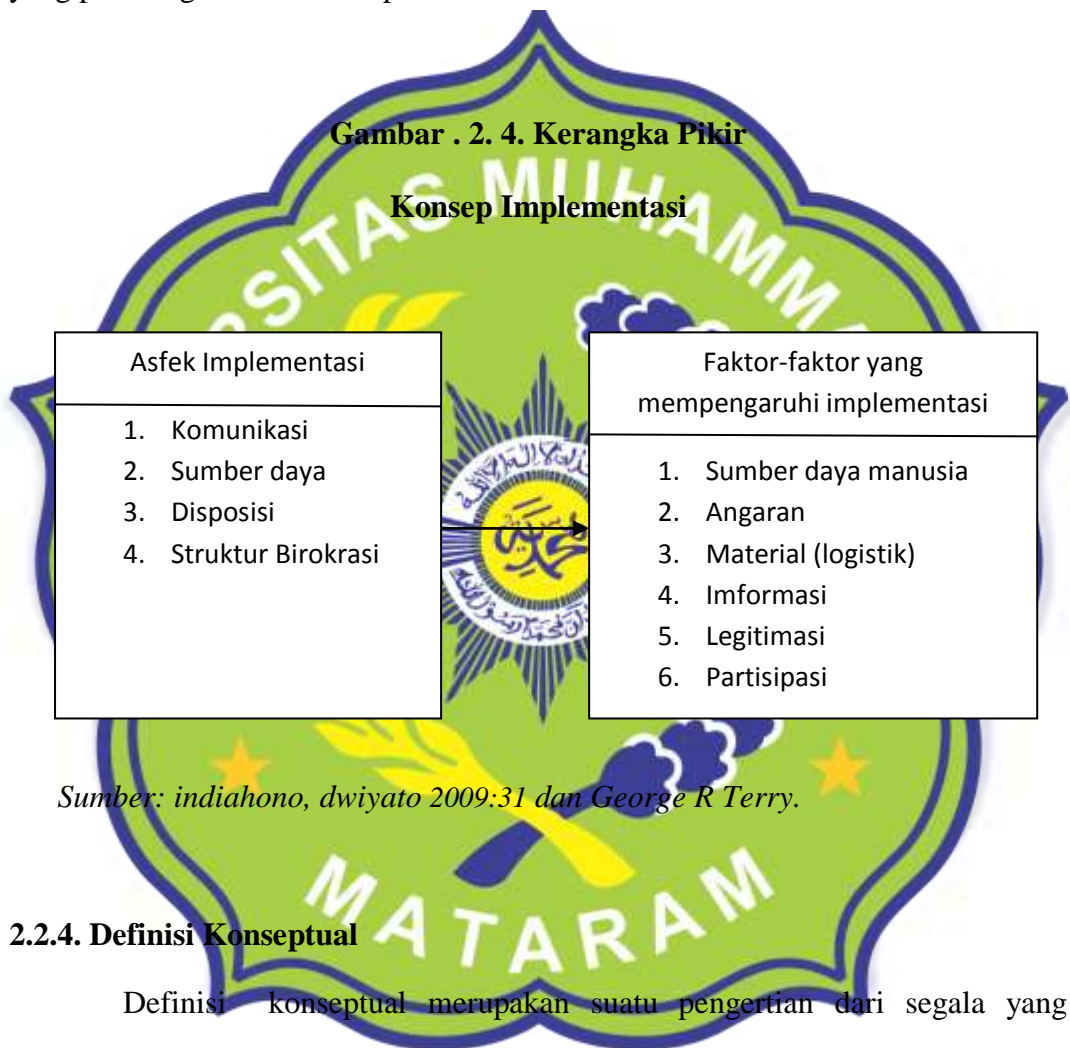 Gambar . 2. 4. Kerangka Pikir
Konsep Implementasi
RSITAS MUHAMMA
Asfek Implementasi
1. Komunikasi
2. Sumber daya
3. Disposisi
4. Struktur Birokrasi
Faktor-faktor yang
mempengaruhi implementasi
1. Sumber daya manusia
2. Angaran
3. Material (logistik)
4. Imformasi
5. Legitimasi
6. Partisipasi
Sumber: indiahono, dwiyato 2009:31 dan George R Terry.
MATARAM
2.2.4. Definisi Konseptual
Definisi konseptual merupakan suatu pengertian dari segala yang